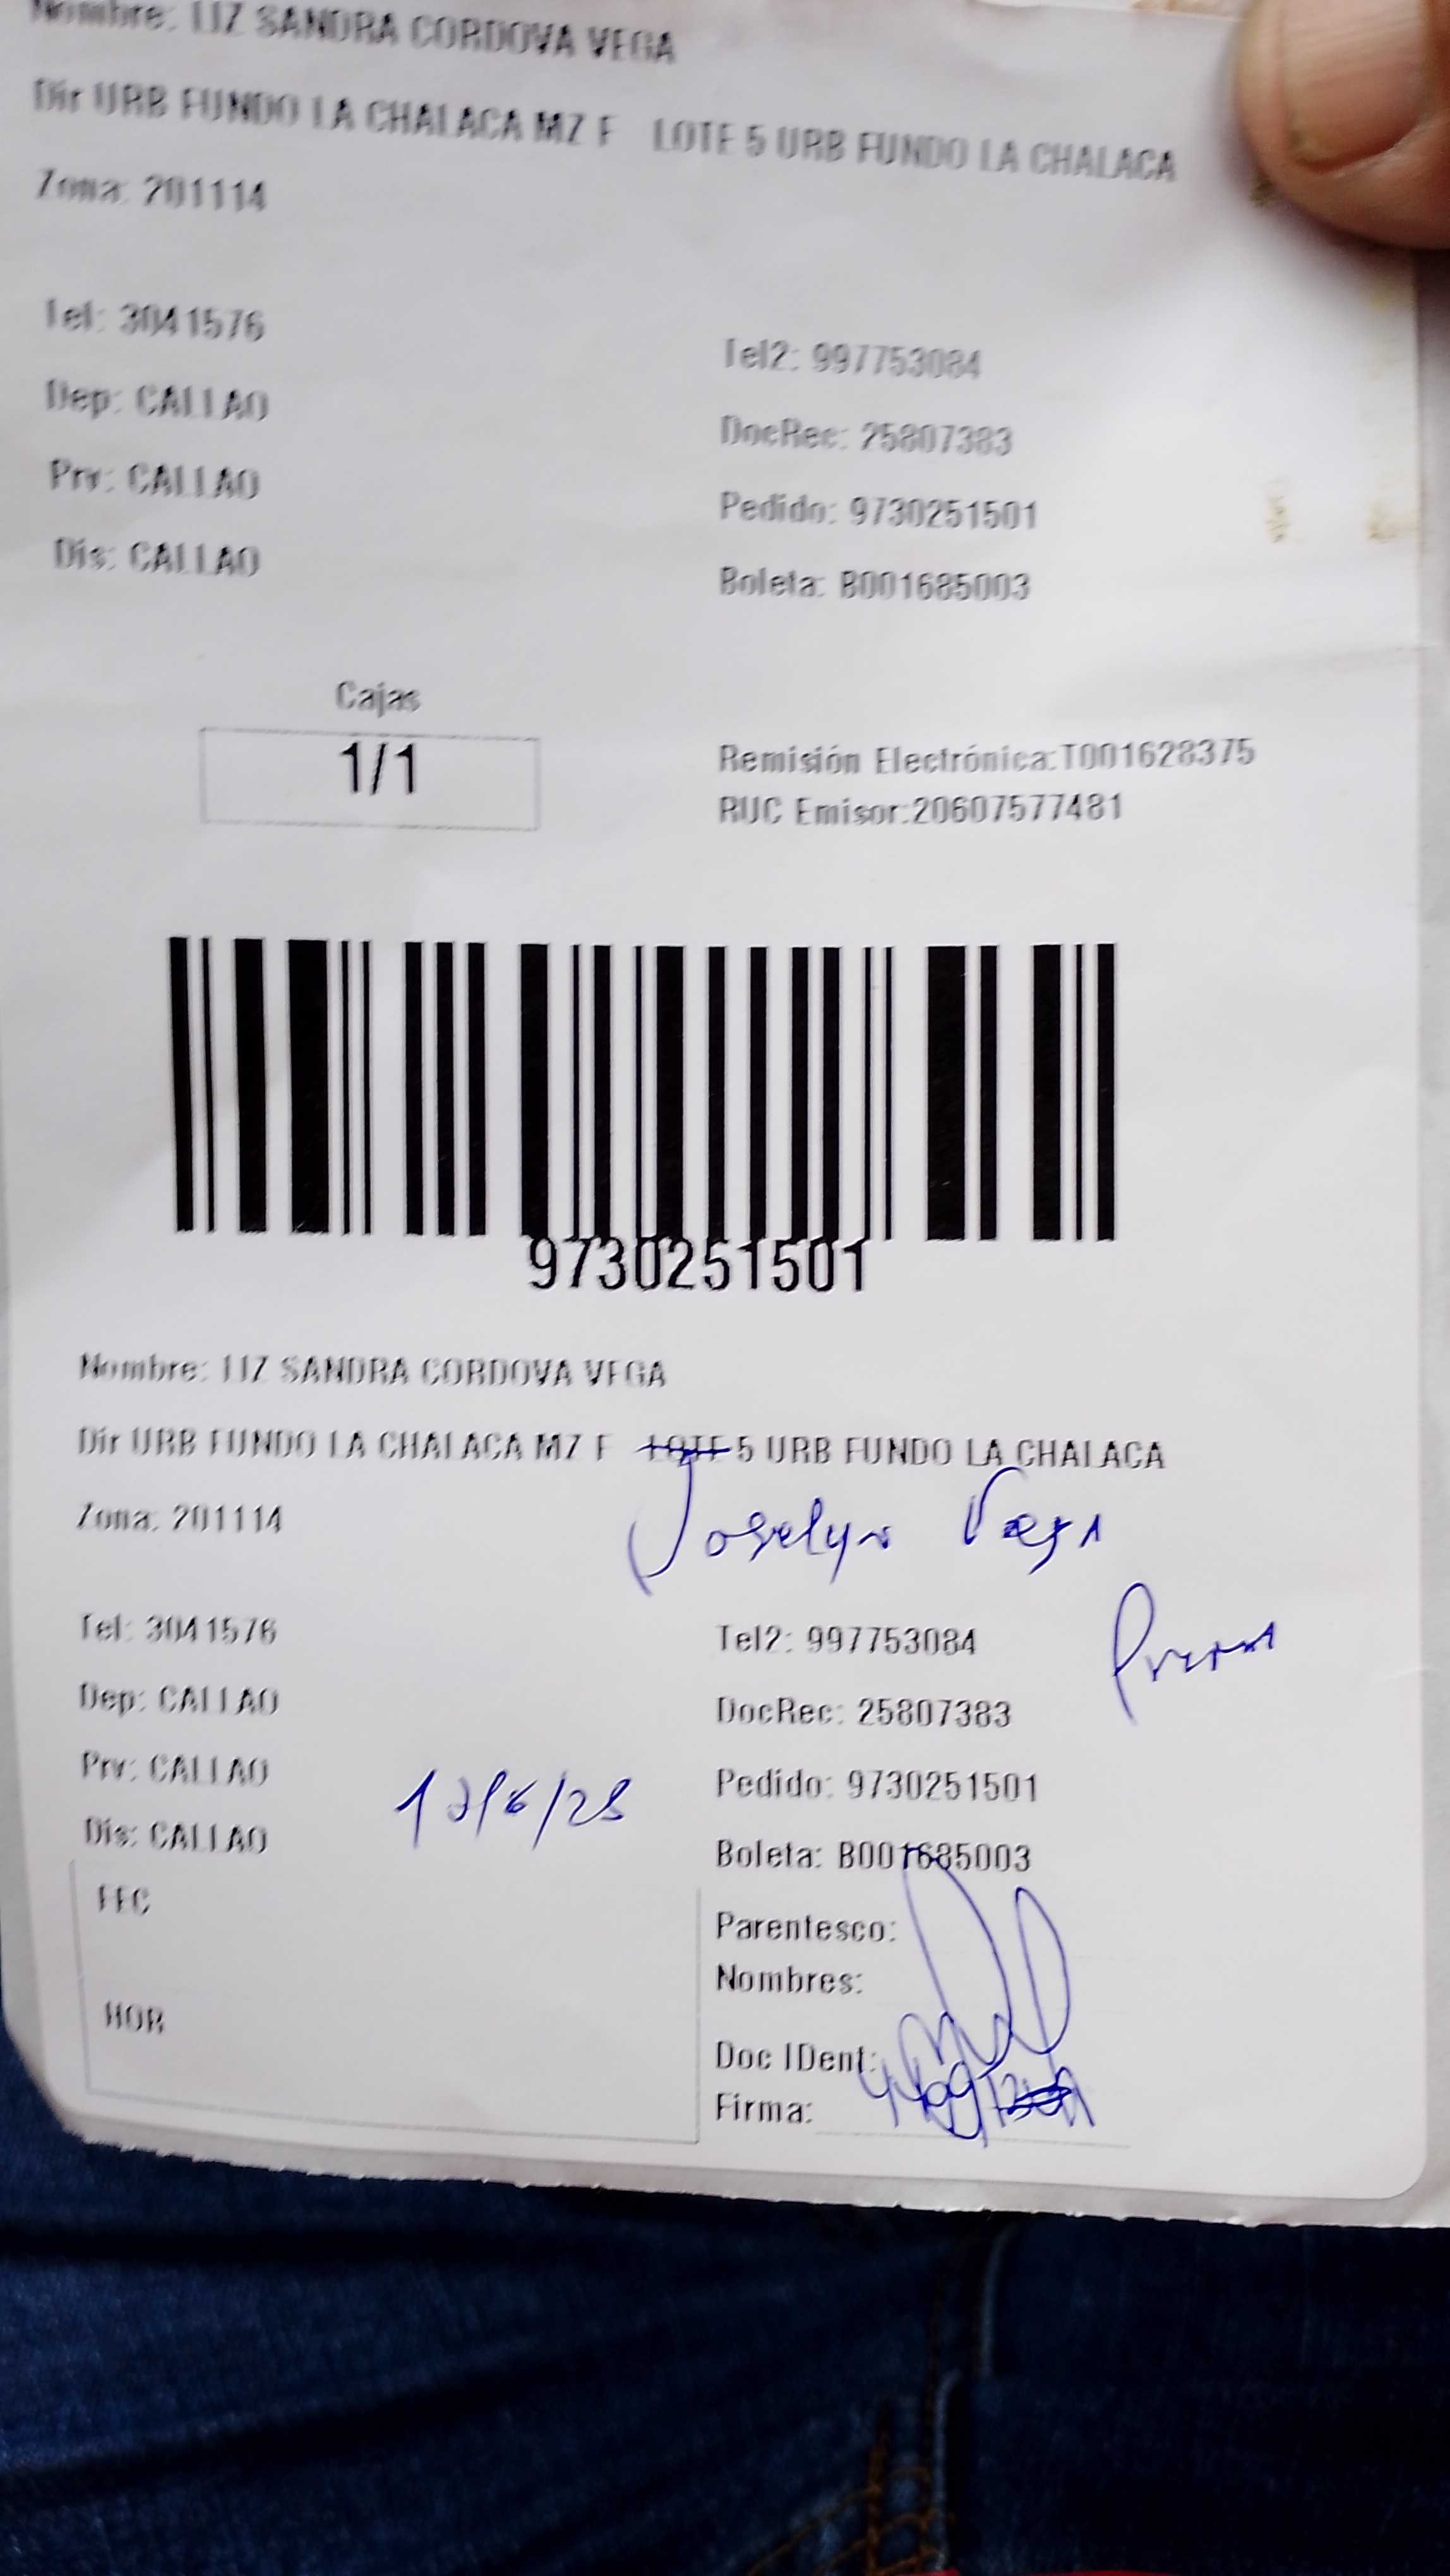 Nombre: LIZ SANDRA CORDOVA VEGA
Dir URB FUNDO LA CHALACA MZ F LOTE 5 URB FUNDO LA CHALACA
Zona: 201114
Tel: 3041576
Tel2: 997753084
Dep: CALLAO
DocRec: 25807383
Prv: CALLAO
Pedido: 9730251501
Dis: CALLAO
Boleta: B001685003
Cajas
1/1
Remisión Electrónica:T001628375
RUC Emisor:20607577481
9730251501
Nombre: LIZ SANDRA CORDOVA VEGA
Dir URB FUNDO LA CHALACA MZ F LOTE 5 URB FUNDO LA CHALACA
Zona: 201114
Joselyn Vega
Tel: 3041576
Tel2: 997753084
Prima
Dep: CALLAO
DocRec: 25807383
Prv: CALLAO
Pedido: 9730251501
Dis: CALLAO
Boleta: B001685003
FEC
Parentesco:
Nombres:
HOR
Doc IDent:
Firma: